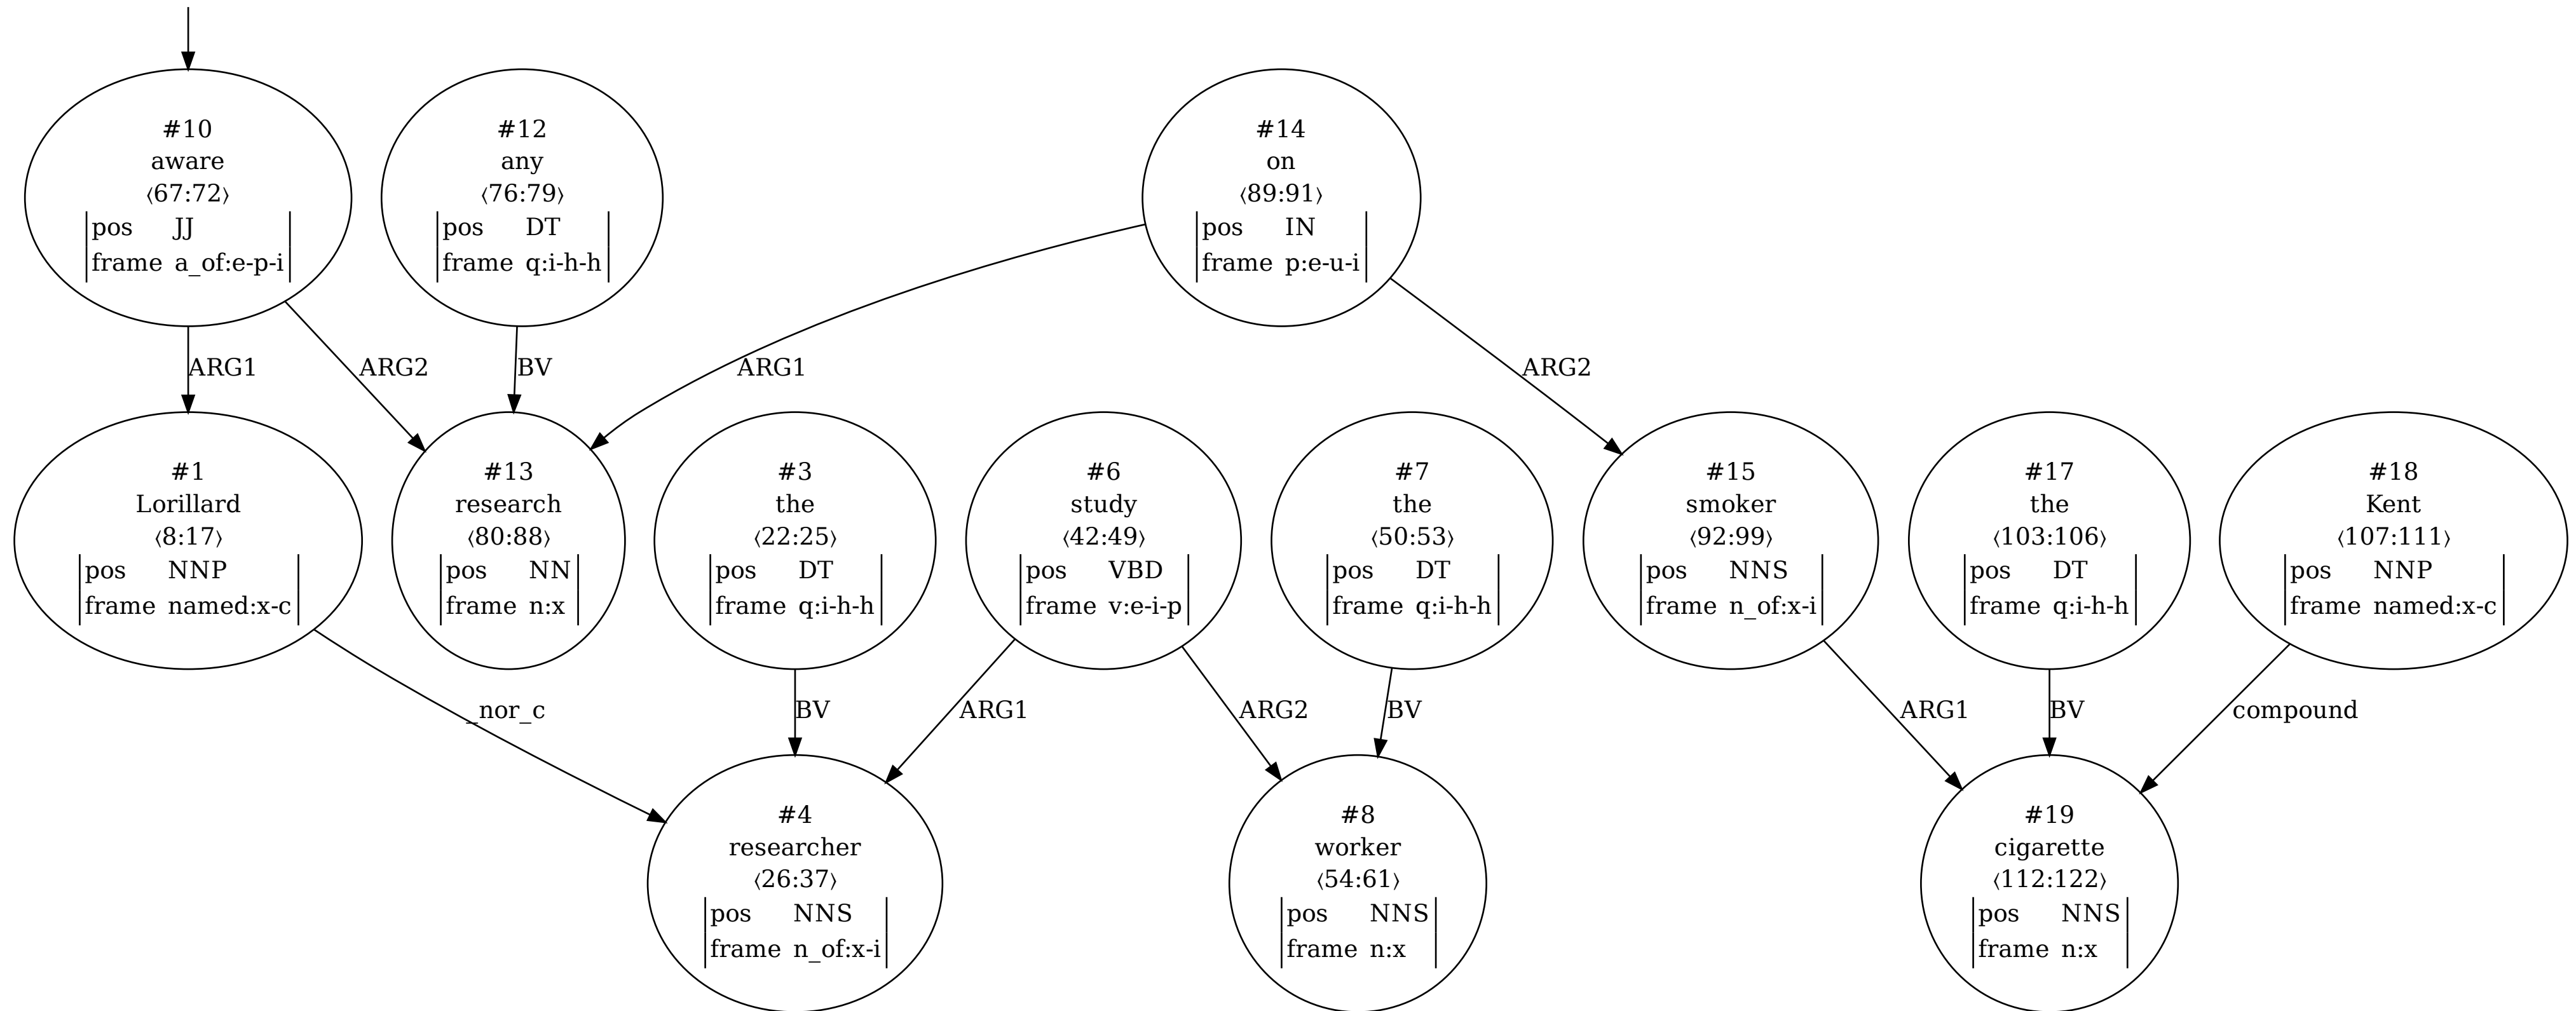 #10
aware
⟨67:72⟩
pos JJ
frame a_of:e-p-i
#12
any
⟨76:79⟩
pos DT
frame q:i-h-h
#14
on
⟨89:91⟩
pos IN
frame p:e-u-i
ARG1
ARG2
BV
ARG1
ARG2
#1
Lorillard
⟨8:17⟩
pos NNP
frame named:x-c
#13
research
⟨80:88⟩
pos NN
frame n:x
#3
the
⟨22:25⟩
pos DT
frame q:i-h-h
#6
study
⟨42:49⟩
pos VBD
frame v:e-i-p
#7
the
⟨50:53⟩
pos DT
frame q:i-h-h
#15
smoker
⟨92:99⟩
pos NNS
frame n_of:x-i
#17
the
⟨103:106⟩
pos DT
frame q:i-h-h
#18
Kent
⟨107:111⟩
pos NNP
frame named:x-c
_nor_c
BV
ARG1
ARG2
BV
ARG1
BV
compound
#4
researcher
⟨26:37⟩
pos NNS
frame n_of:x-i
#8
worker
⟨54:61⟩
pos NNS
frame n:x
#19
cigarette
⟨112:122⟩
pos NNS
frame n:x